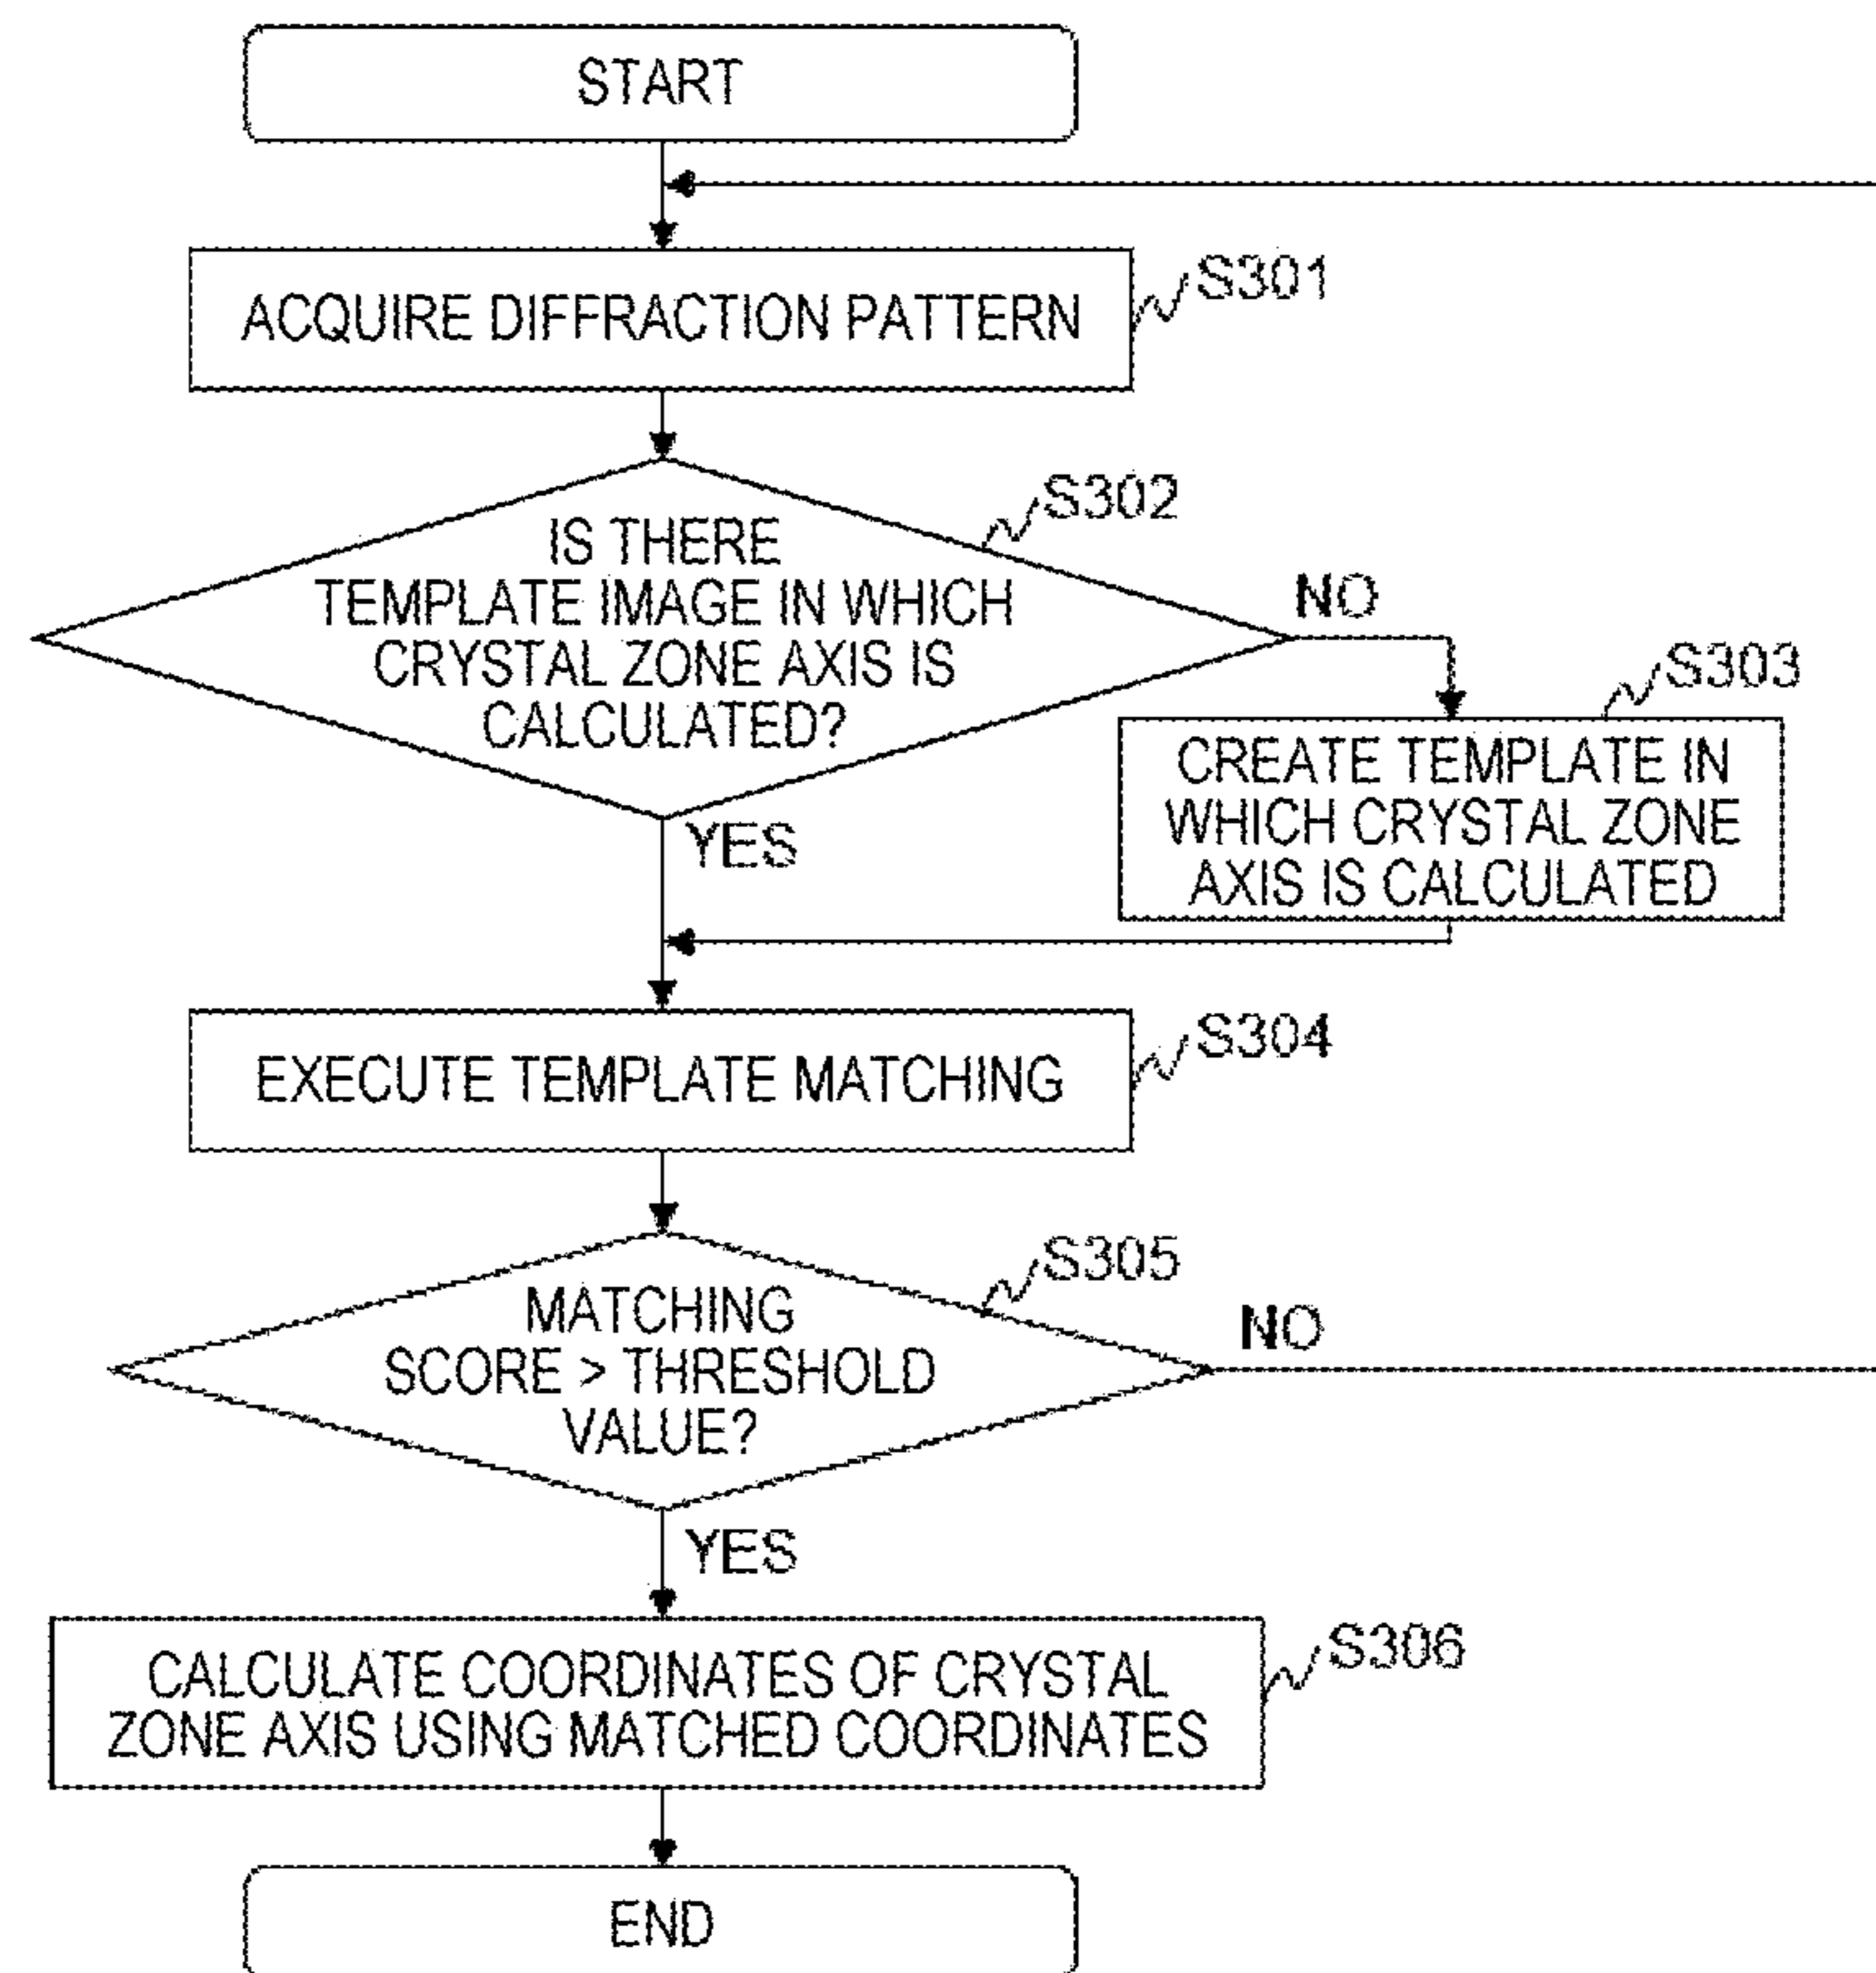 START
ACQUIRE DIFFRACTION PATTERN
S301
IS THERE
TEMPLATE IMAGE IN WHICH
CRYSTAL ZONE AXIS IS
CALCULATED?
S302
NO
YES
CREATE TEMPLATE IN
WHICH CRYSTAL ZONE
AXIS IS CALCULATED
S303
EXECUTE TEMPLATE MATCHING
S304
MATCHING
SCORE > THRESHOLD
VALUE?
S305
NO
YES
CALCULATE COORDINATES OF CRYSTAL
ZONE AXIS USING MATCHED COORDINATES
S306
END